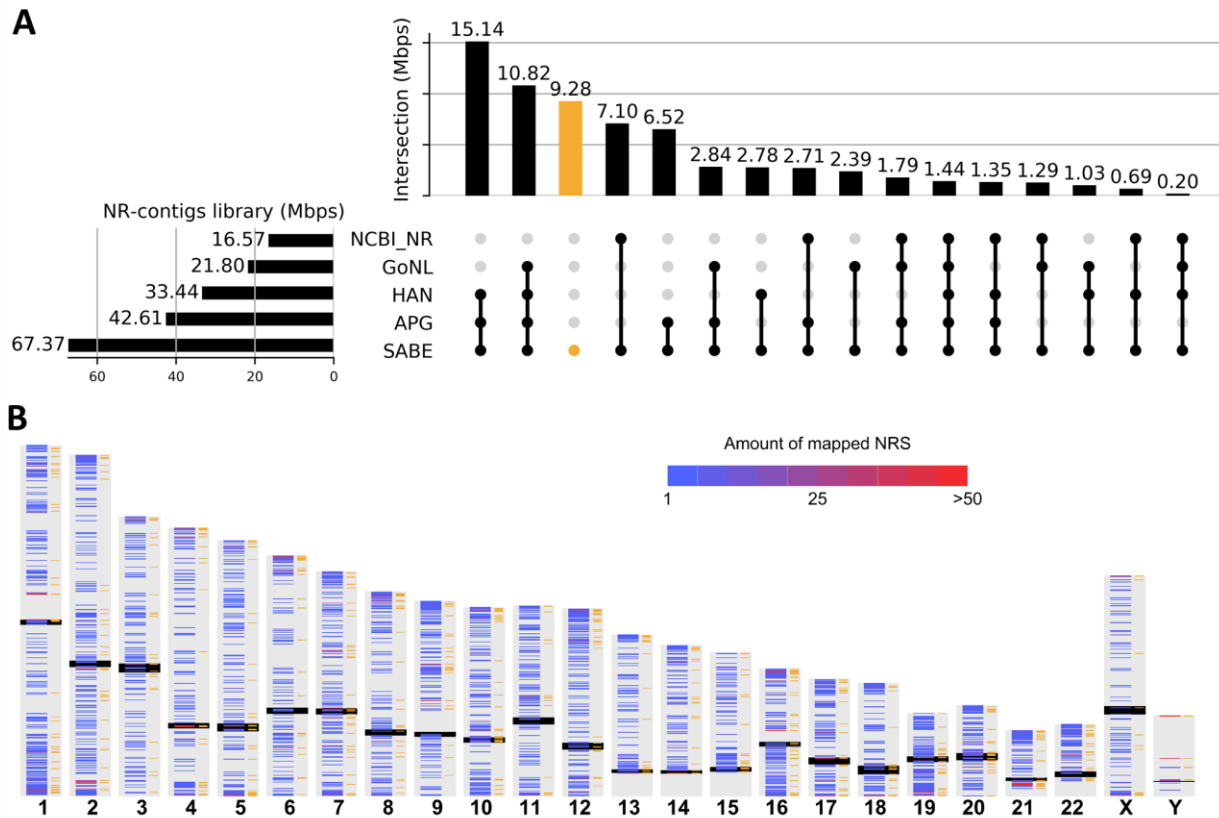 A
Intersection (Mbps)
15.14
10.82
9.28
7.10
6.52
2.84
2.78
2.71
2.39
1.79
1.44
1.35
1.29
1.03
0.69
0.20
NR-contigs library (Mbps)
16.57
NCBI_NR
21.80
GoNL
33.44
HAN
42.61
APG
67.37
SABE
60 40 20 0
B
Amount of mapped NRS
1 25 >50
1 2 3 4 5 6 7 8 9 10 11 12 13 14 15 16 17 18 19 20 21 22 X Y